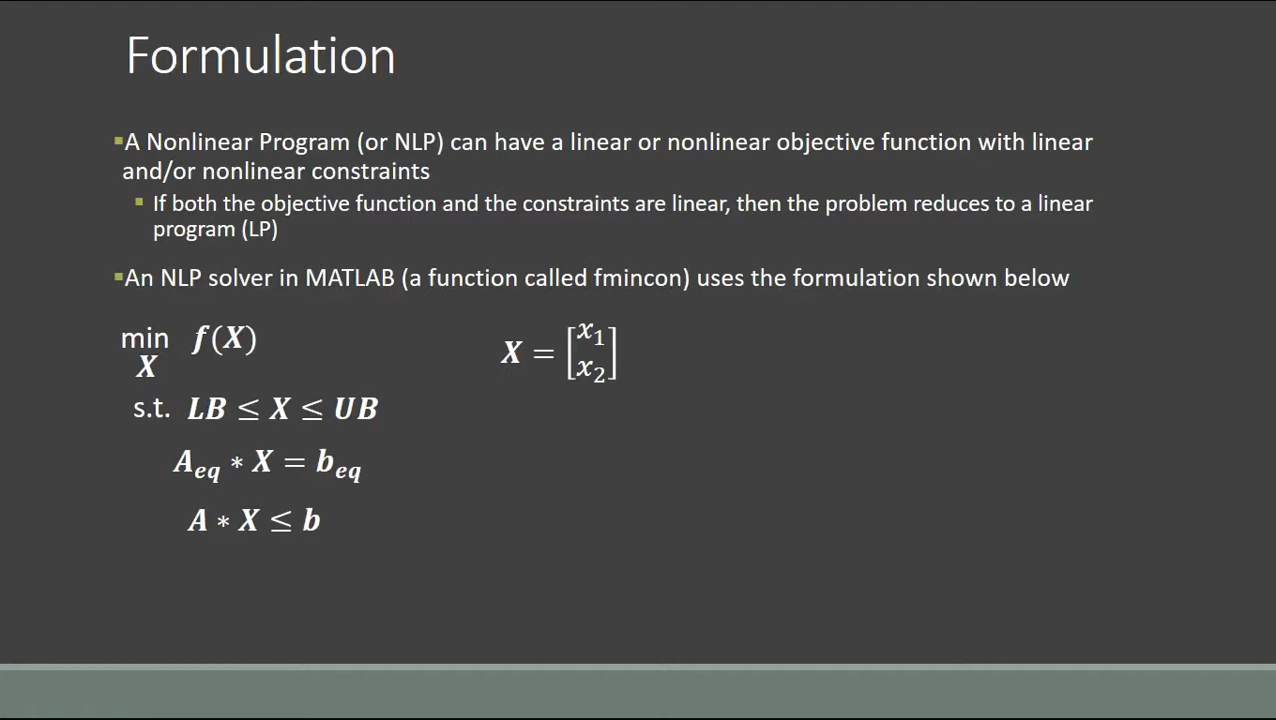 Formulation
▪A Nonlinear Program (or NLP) can have a linear or nonlinear objective function with linear
and/or nonlinear constraints
▪ If both the objective function and the constraints are linear, then the problem reduces to a linear
program (LP)
▪An NLP solver in MATLAB (a function called fmincon) uses the formulation shown below
min f(X)
X
X = [x₁ x₂]
s.t. LB ≤ X ≤ UB
A_eq * X = b_eq
A * X ≤ b